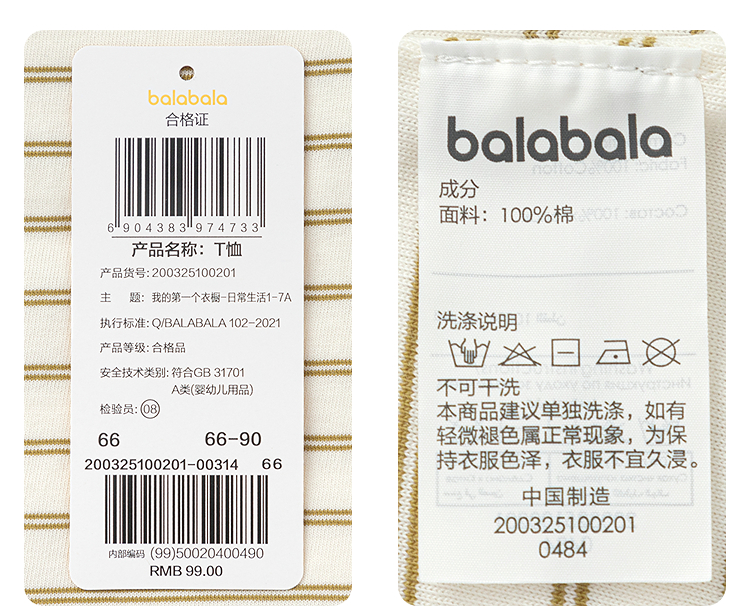 balabala
合格证
6 904383 974733
产品名称：T恤
产品货号：200325100201
主 题：我的第一个衣橱-日常生活1-7A
执行标准：Q/BALABALA 102-2021
产品等级：合格品
安全技术类别：符合GB 31701
A类(婴幼儿用品)
检验员：08
66 66-90
200325100201-00314 66
内部编码 (99)50020400490
RMB 99.00
balabala
成分
面料：100%棉
洗涤说明
不可干洗
本商品建议单独洗涤，如有
轻微褪色属正常现象，为保
持衣服色泽，衣服不宜久浸。
中国制造
200325100201
0484